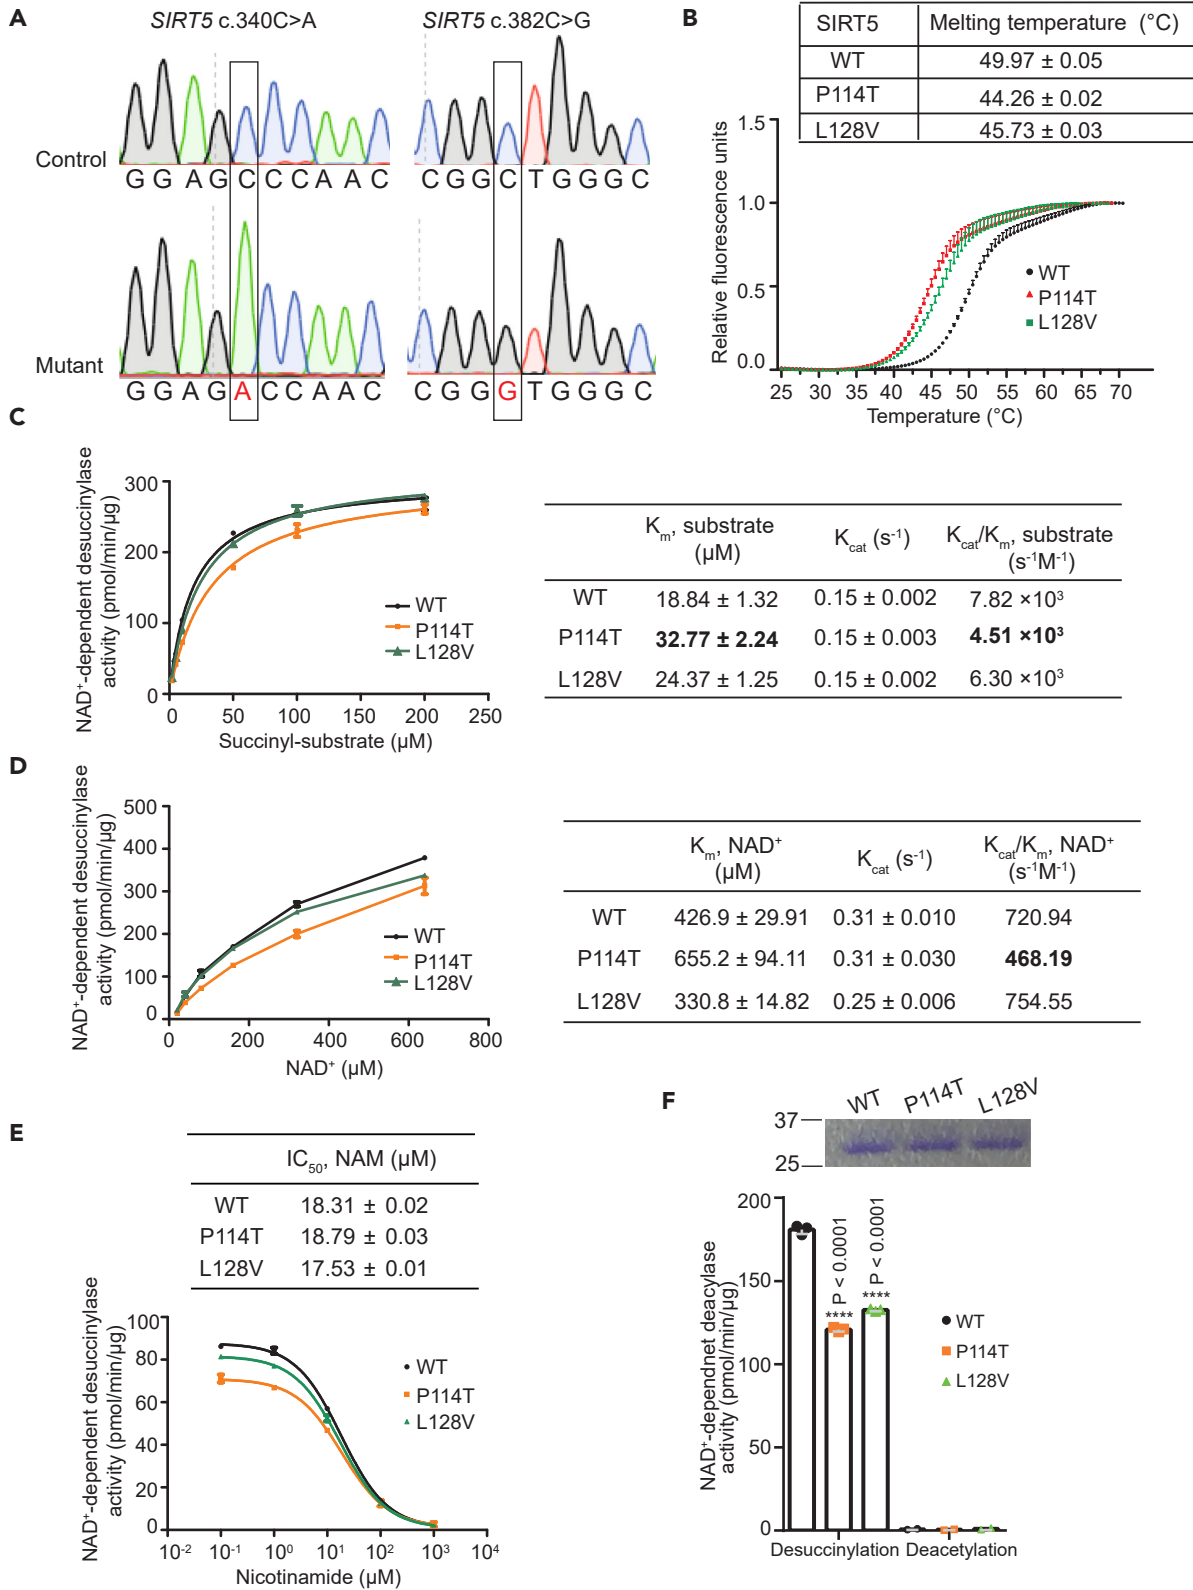 A
SIRT5 c.340C>A
SIRT5 c.382C>G
Control
G G A G C C C A A C
C G G C T G G G C
Mutant
G G A G A C C A A C
C G G G T G G G C
B
SIRT5 Melting temperature (°C)
WT 49.97 ± 0.05
P114T 44.26 ± 0.02
L128V 45.73 ± 0.03
Relative fluorescence units
1.5
1.0
0.5
0.0
WT
P114T
L128V
25 30 35 40 45 50 55 60 65 70
Temperature (°C)
C
NAD⁺-dependent desuccinylase
activity (pmol/min/µg)
300
200
100
0
WT
P114T
L128V
0 50 100 150 200 250
Succinyl-substrate (µM)
Kₘ, substrate
(µM)
K_cat (s⁻¹)
K_cat/Kₘ, substrate
(s⁻¹M⁻¹)
WT 18.84 ± 1.32 0.15 ± 0.002 7.82 ×10³
P114T 32.77 ± 2.24 0.15 ± 0.003 4.51 ×10³
L128V 24.37 ± 1.25 0.15 ± 0.002 6.30 ×10³
D
NAD⁺-dependent desuccinylase
activity (pmol/min/µg)
500
400
300
200
100
0
WT
P114T
L128V
0 200 400 600 800
NAD⁺ (µM)
Kₘ, NAD⁺
(µM)
K_cat (s⁻¹)
K_cat/Kₘ, NAD⁺
(s⁻¹M⁻¹)
WT 426.9 ± 29.91 0.31 ± 0.010 720.94
P114T 655.2 ± 94.11 0.31 ± 0.030 468.19
L128V 330.8 ± 14.82 0.25 ± 0.006 754.55
E
IC₅₀, NAM (µM)
WT 18.31 ± 0.02
P114T 18.79 ± 0.03
L128V 17.53 ± 0.01
NAD⁺-dependent desuccinylase
activity (pmol/min/µg)
100
80
60
40
20
0
WT
P114T
L128V
10⁻² 10⁻¹ 10⁰ 10¹ 10² 10³ 10⁴
Nicotinamide (µM)
F
WT P114T L128V
37
25
NAD⁺-dependnet deacylase
activity (pmol/min/µg)
200
150
100
50
0
**** P < 0.0001
**** P < 0.0001
WT
P114T
L128V
Desuccinylation Deacetylation